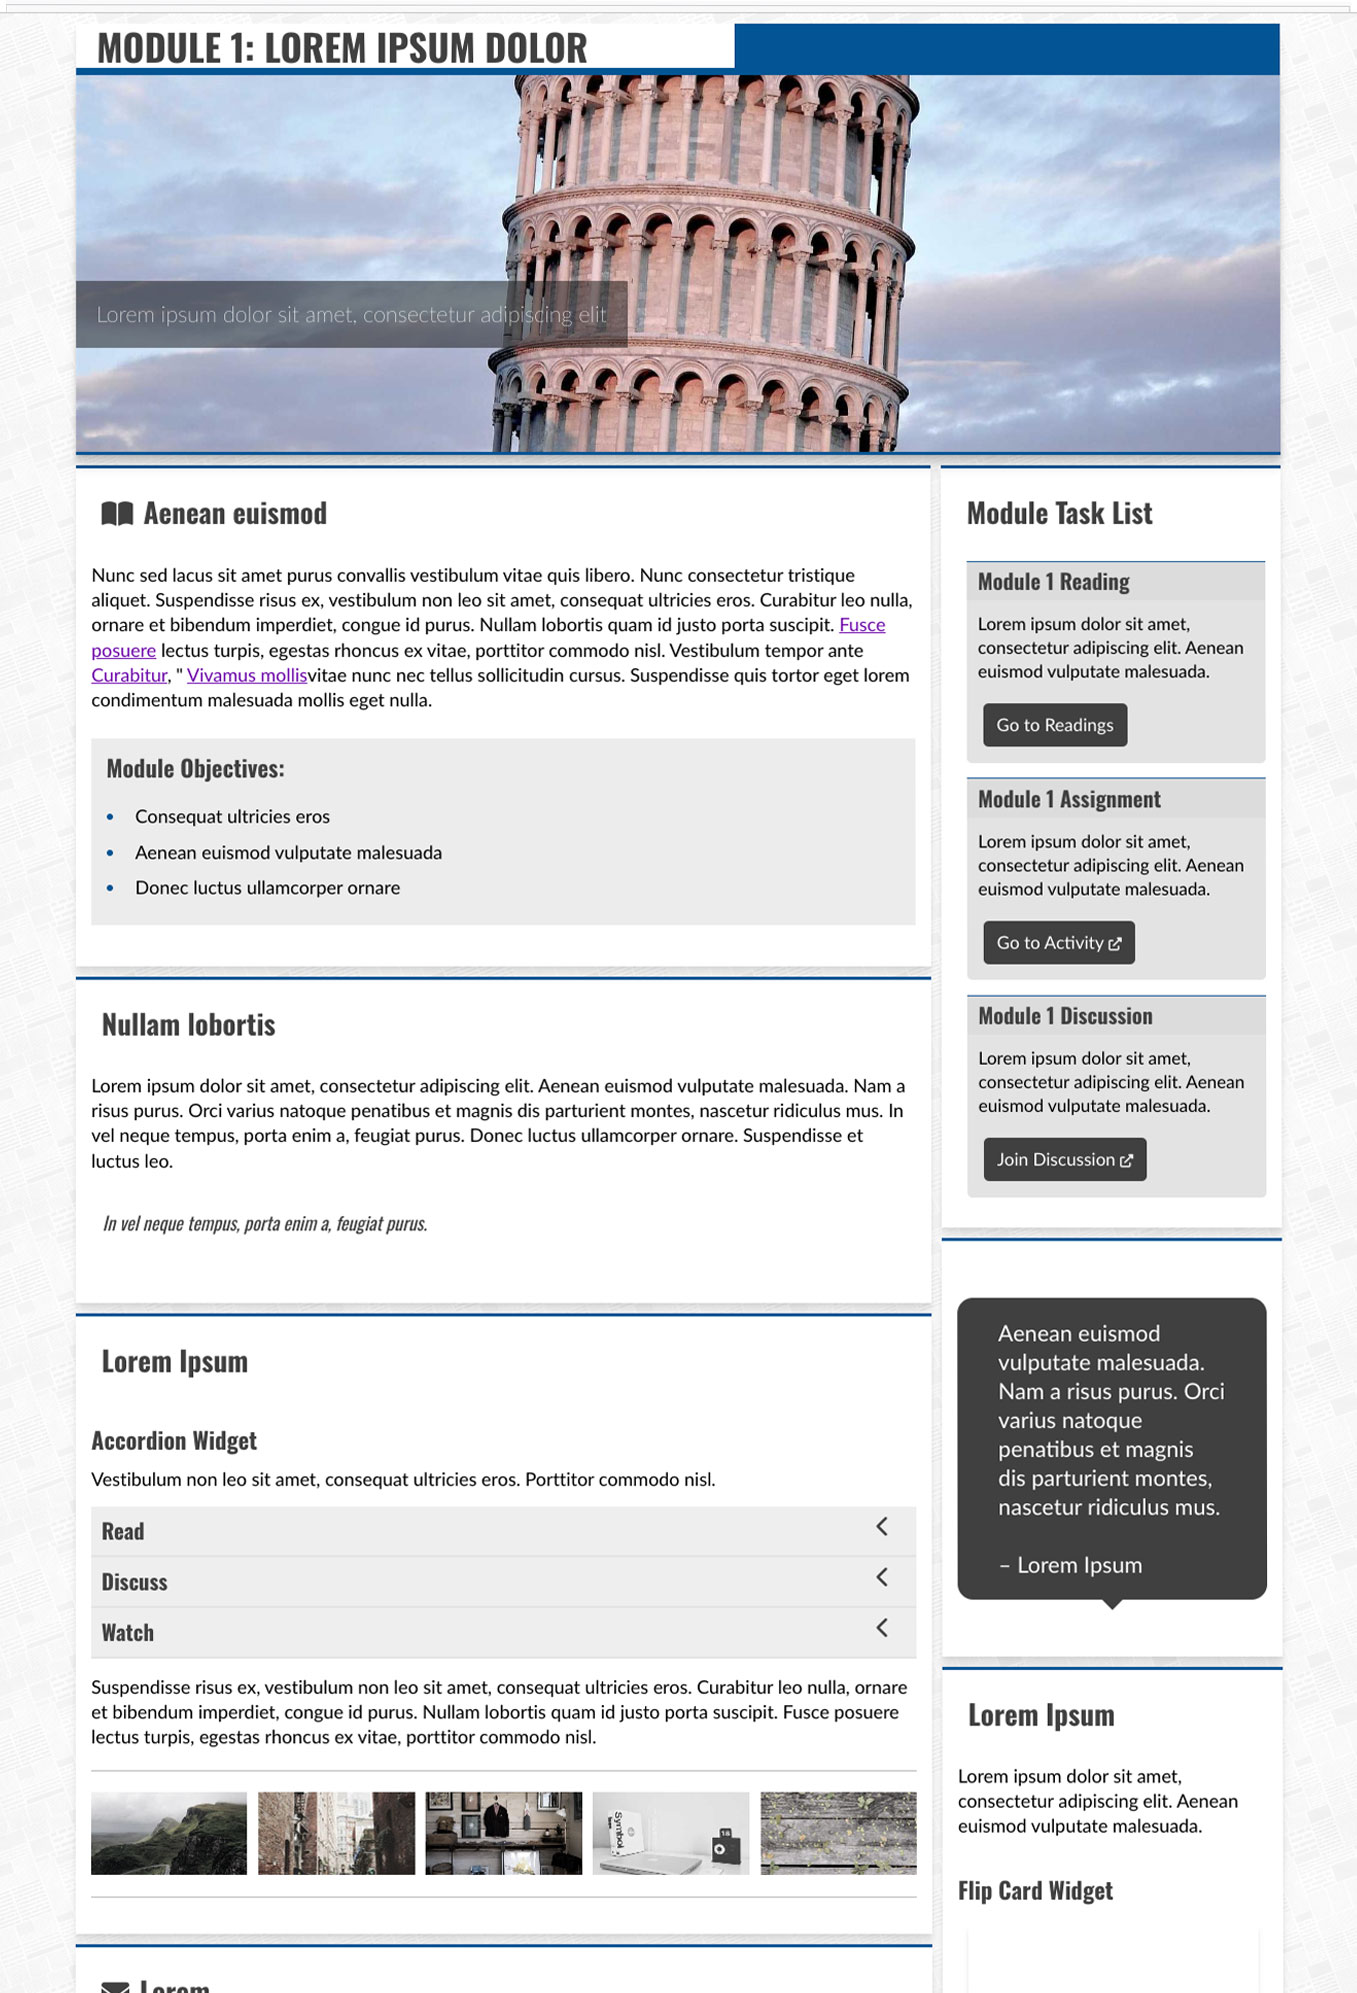 MODULE 1: LOREM IPSUM DOLOR
Lorem ipsum dolor sit amet, consectetur adipiscing elit
Aenean euismod
Nunc sed lacus sit amet purus convallis vestibulum vitae quis libero. Nunc consectetur tristique
aliquet. Suspendisse risus ex, vestibulum non leo sit amet, consequat ultricies eros. Curabitur leo nulla,
ornare et bibendum imperdiet, congue id purus. Nullam lobortis quam id justo porta suscipit. Fusce
posuere lectus turpis, egestas rhoncus ex vitae, porttitor commodo nisl. Vestibulum tempor ante
Curabitur, " Vivamus mollisvitae nunc nec tellus sollicitudin cursus. Suspendisse quis tortor eget lorem
condimentum malesuada mollis eget nulla.
Module Objectives:
• Consequat ultricies eros
• Aenean euismod vulputate malesuada
• Donec luctus ullamcorper ornare
Nullam lobortis
Lorem ipsum dolor sit amet, consectetur adipiscing elit. Aenean euismod vulputate malesuada. Nam a
risus purus. Orci varius natoque penatibus et magnis dis parturient montes, nascetur ridiculus mus. In
vel neque tempus, porta enim a, feugiat purus. Donec luctus ullamcorper ornare. Suspendisse et
luctus leo.
In vel neque tempus, porta enim a, feugiat purus.
Lorem Ipsum
Accordion Widget
Vestibulum non leo sit amet, consequat ultricies eros. Porttitor commodo nisl.
Read
Discuss
Watch
Suspendisse risus ex, vestibulum non leo sit amet, consequat ultricies eros. Curabitur leo nulla, ornare
et bibendum imperdiet, congue id purus. Nullam lobortis quam id justo porta suscipit. Fusce posuere
lectus turpis, egestas rhoncus ex vitae, porttitor commodo nisl.
Symbol
18
Lorem
Module Task List
Module 1 Reading
Lorem ipsum dolor sit amet,
consectetur adipiscing elit. Aenean
euismod vulputate malesuada.
Go to Readings
Module 1 Assignment
Lorem ipsum dolor sit amet,
consectetur adipiscing elit. Aenean
euismod vulputate malesuada.
Go to Activity
Module 1 Discussion
Lorem ipsum dolor sit amet,
consectetur adipiscing elit. Aenean
euismod vulputate malesuada.
Join Discussion
Aenean euismod
vulputate malesuada.
Nam a risus purus. Orci
varius natoque
penatibus et magnis
dis parturient montes,
nascetur ridiculus mus.
– Lorem Ipsum
Lorem Ipsum
Lorem ipsum dolor sit amet,
consectetur adipiscing elit. Aenean
euismod vulputate malesuada.
Flip Card Widget